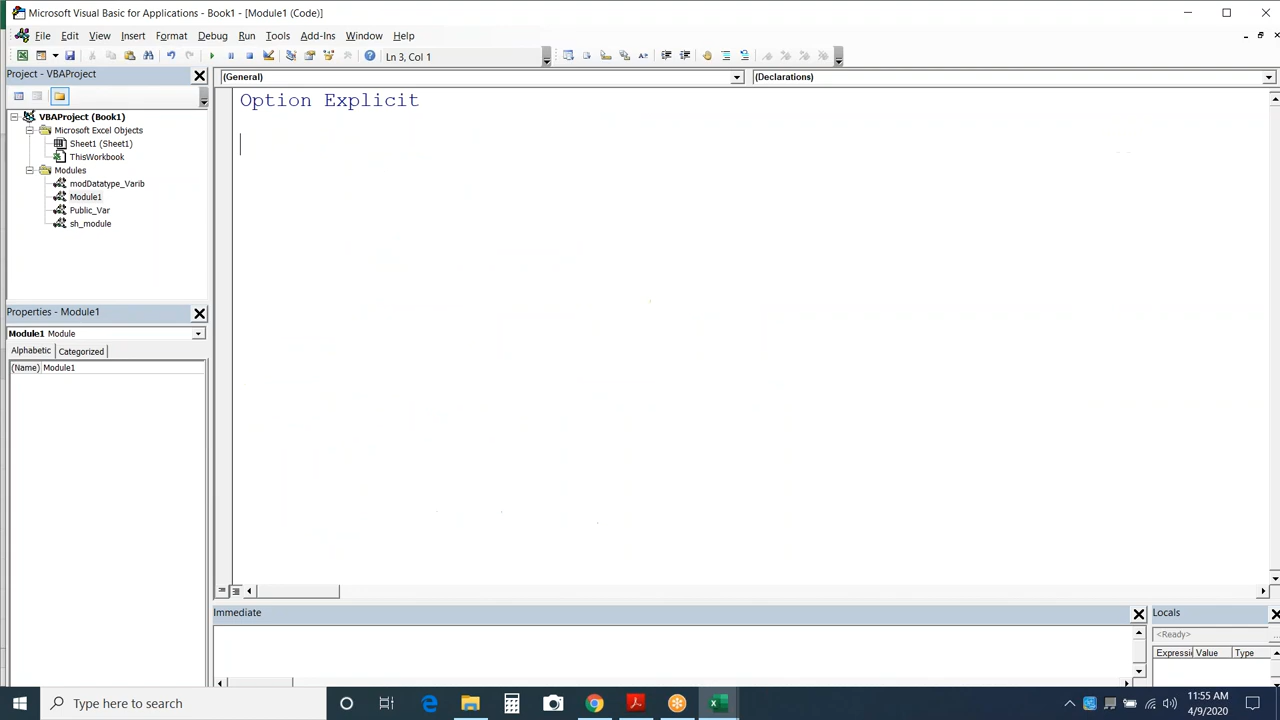 Microsoft Visual Basic for Applications - Book1 - [Module1 (Code)]
File Edit View Insert Format Debug Run Tools Add-Ins Window Help
Ln 3, Col 1
Project - VBAProject
(General)
(Declarations)
Option Explicit
VBAProject (Book1)
Microsoft Excel Objects
Sheet1 (Sheet1)
ThisWorkbook
Modules
modDatatype_Varib
Module1
Public_Var
sh_module
Properties - Module1
Module1 Module
Alphabetic Categorized
(Name) Module1
Immediate
Locals
<Ready>
Expressi Value Type
Type here to search
11:55 AM
4/9/2020